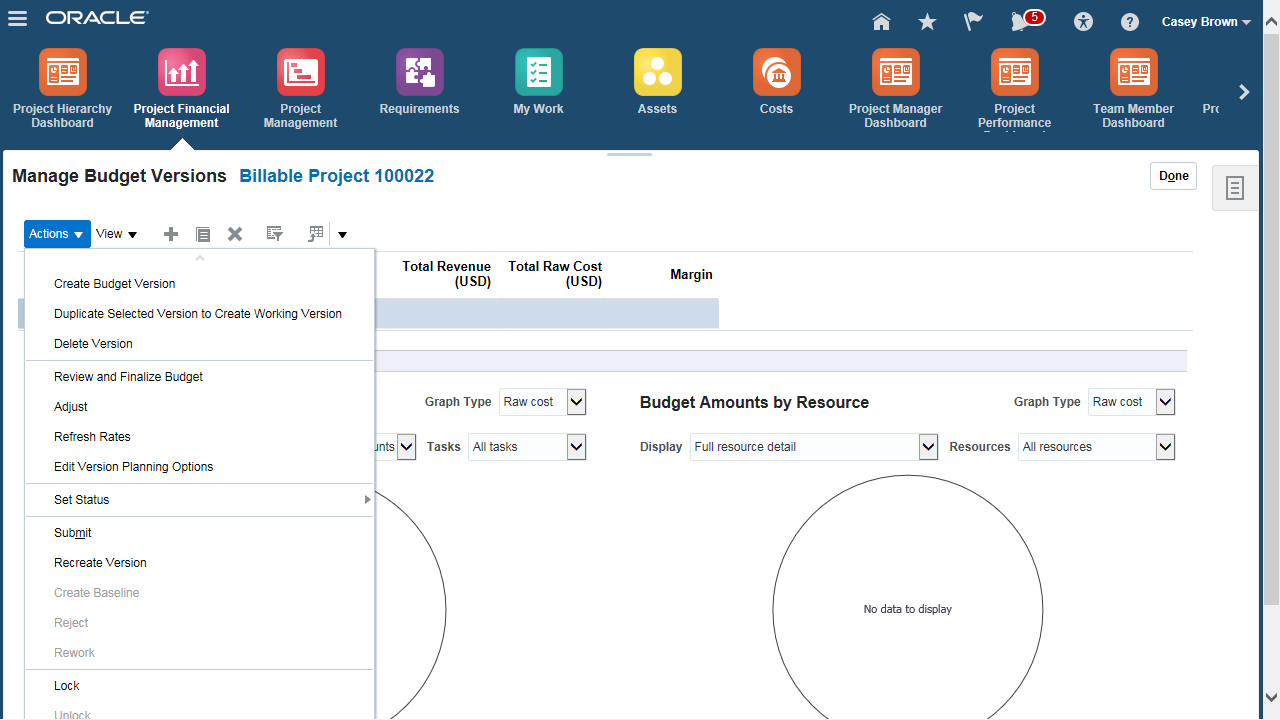 ORACLE
5
Casey Brown
Project Hierarchy
Dashboard
Project Financial
Management
Project
Management
Requirements
My Work
Assets
Costs
Project Manager
Dashboard
Project
Performance
Team Member
Dashboard
Manage Budget Versions Billable Project 100022
Done
Actions View
Total Revenue
(USD)
Total Raw Cost
(USD)
Margin
Create Budget Version
Duplicate Selected Version to Create Working Version
Delete Version
Review and Finalize Budget
Adjust
Refresh Rates
Edit Version Planning Options
Set Status
Submit
Recreate Version
Create Baseline
Reject
Rework
Lock
Unlock
Graph Type Raw cost
Tasks All tasks
Budget Amounts by Resource
Graph Type Raw cost
Display Full resource detail Resources All resources
No data to display